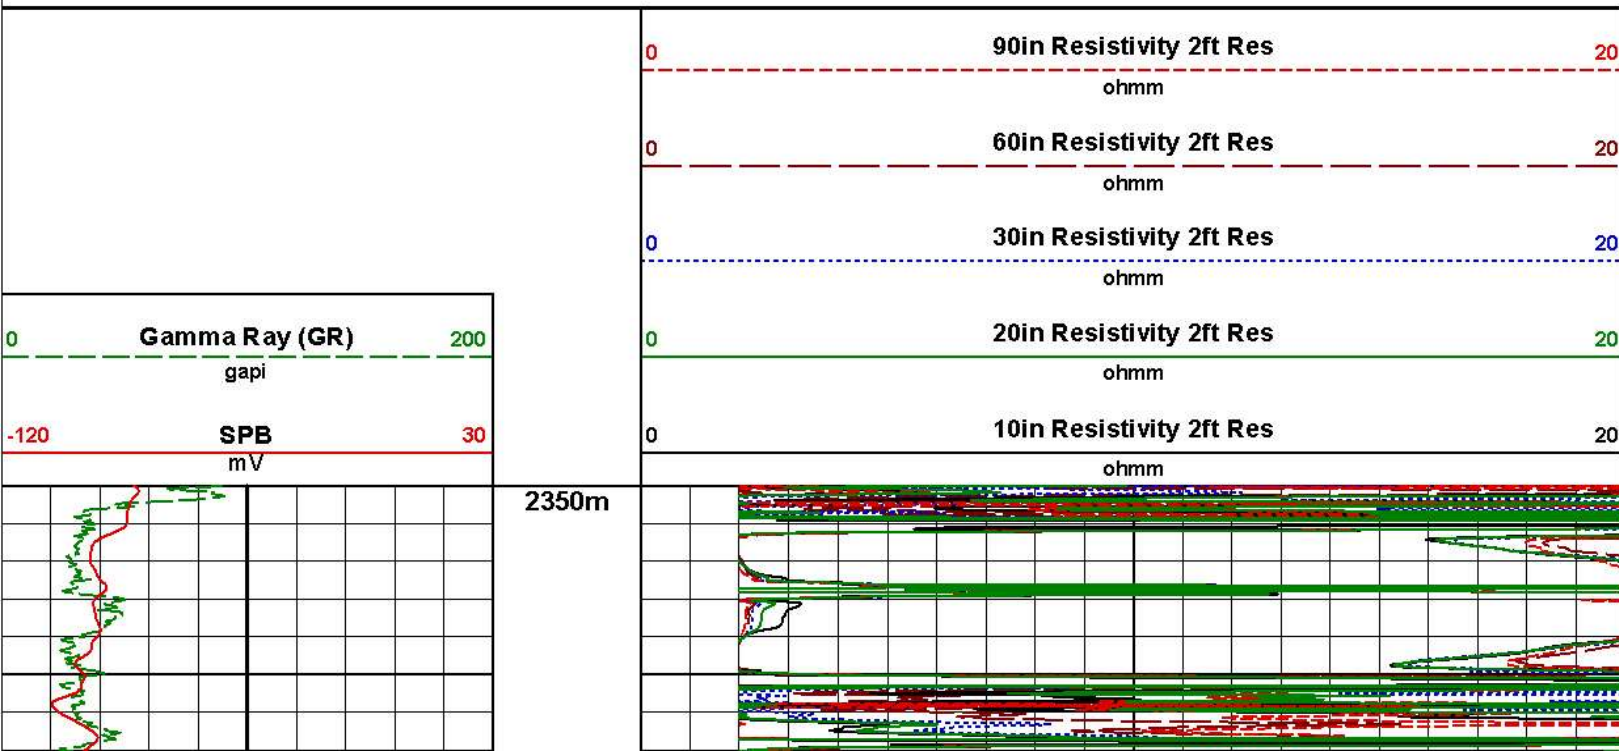 90in Resistivity 2ft Res
0 20
ohmm
60in Resistivity 2ft Res
0 20
ohmm
30in Resistivity 2ft Res
0 20
ohmm
0 Gamma Ray (GR) 200
gapi
20in Resistivity 2ft Res
0 20
ohmm
-120 SPB 30
mV
10in Resistivity 2ft Res
0 20
ohmm
2350m